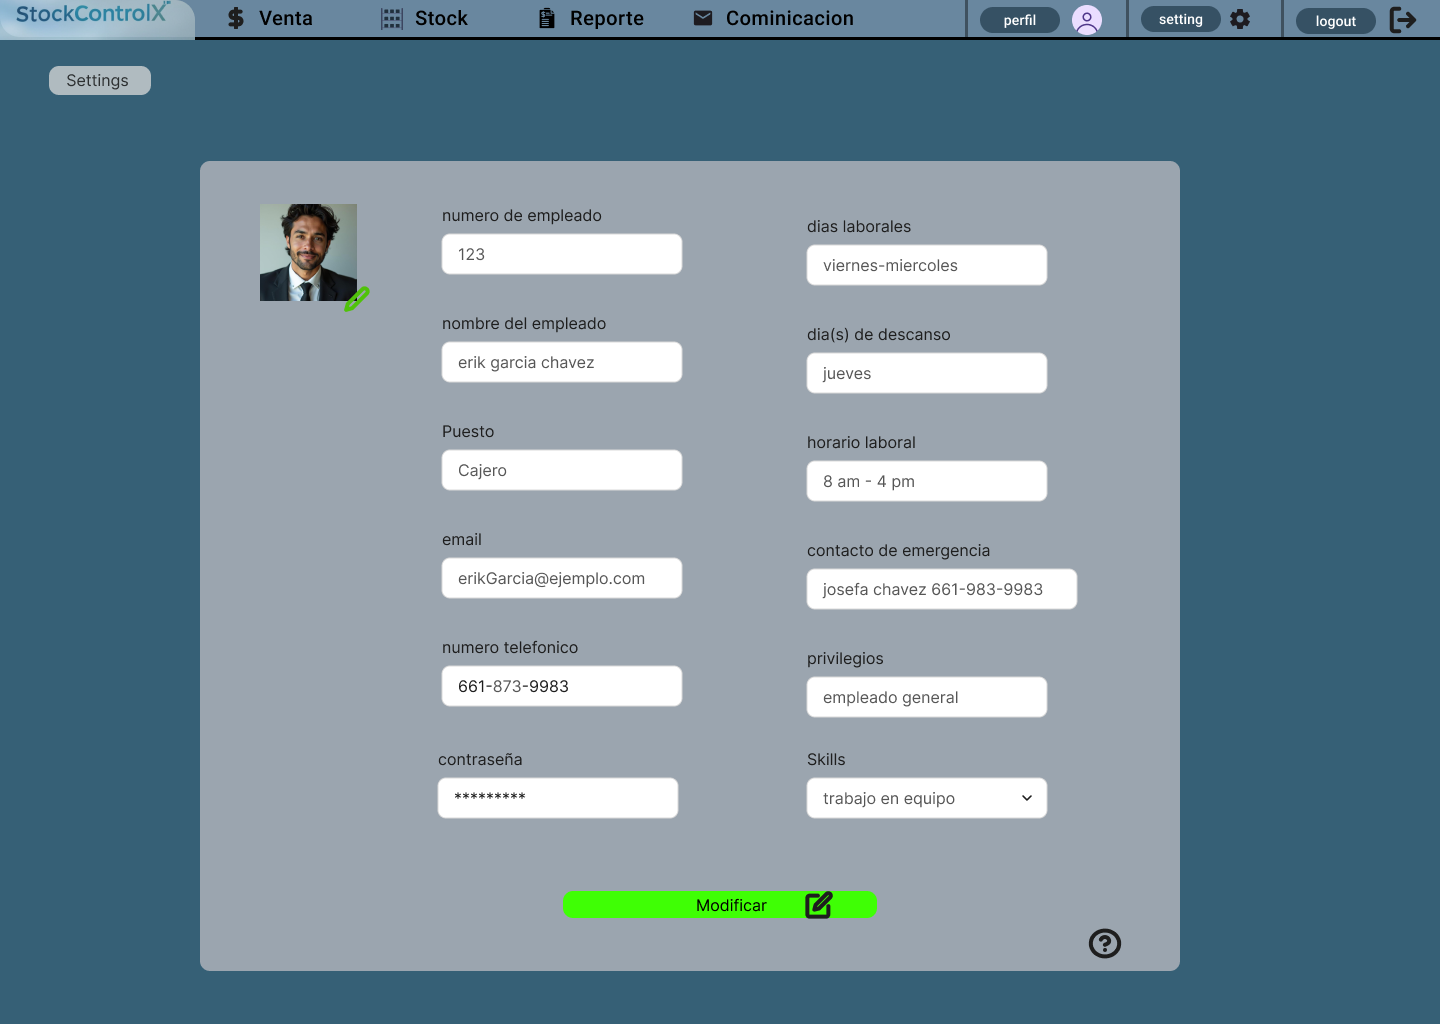 StockControlX
Venta
Stock
Reporte
Cominicacion
perfil
setting
logout
Settings
numero de empleado
123
nombre del empleado
erik garcia chavez
Puesto
Cajero
email
erikGarcia@ejemplo.com
numero telefonico
661-873-9983
contraseña
*********
dias laborales
viernes-miercoles
dia(s) de descanso
jueves
horario laboral
8 am - 4 pm
contacto de emergencia
josefa chavez 661-983-9983
privilegios
empleado general
Skills
trabajo en equipo
Modificar